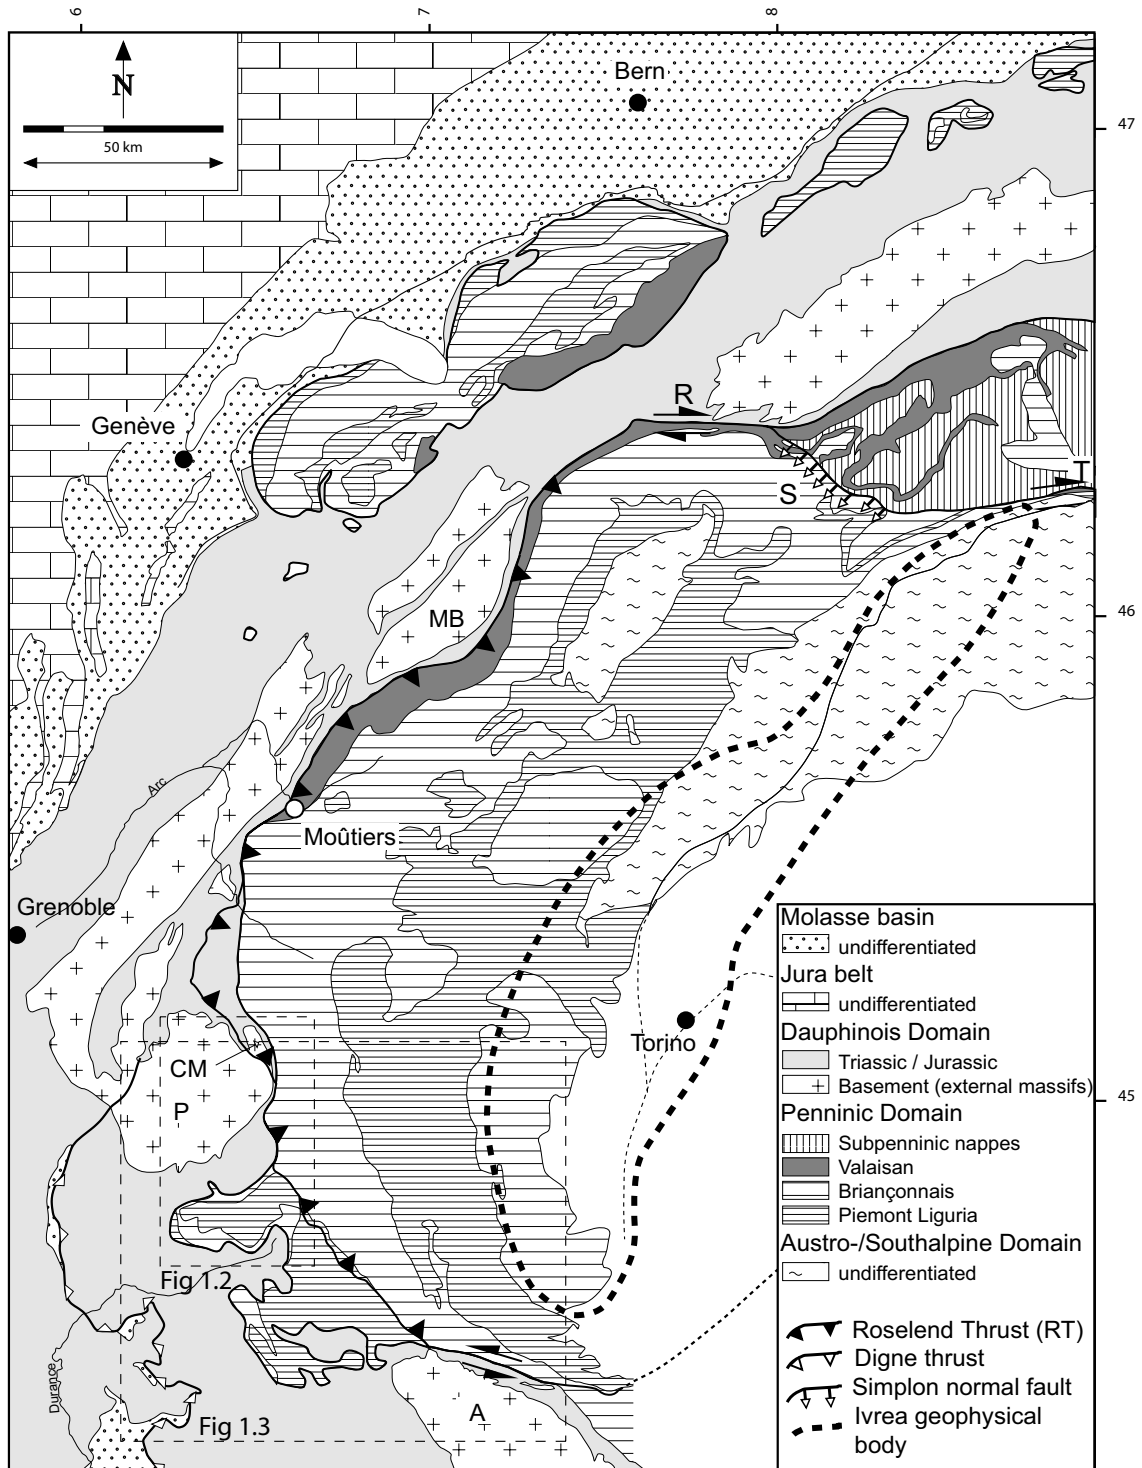 6
7
8
N
50 km
Bern
47
Genève
R
T
S
MB
46
Arc
Moûtiers
Grenoble
Torino
CM
P
45
Fig 1.2
Durance
Fig 1.3
A
Molasse basin
undifferentiated
Jura belt
undifferentiated
Dauphinois Domain
Triassic / Jurassic
Basement (external massifs)
Penninic Domain
Subpenninic nappes
Valaisan
Briançonnais
Piemont Liguria
Austro-/Southalpine Domain
undifferentiated
Roselend Thrust (RT)
Digne thrust
Simplon normal fault
Ivrea geophysical
body